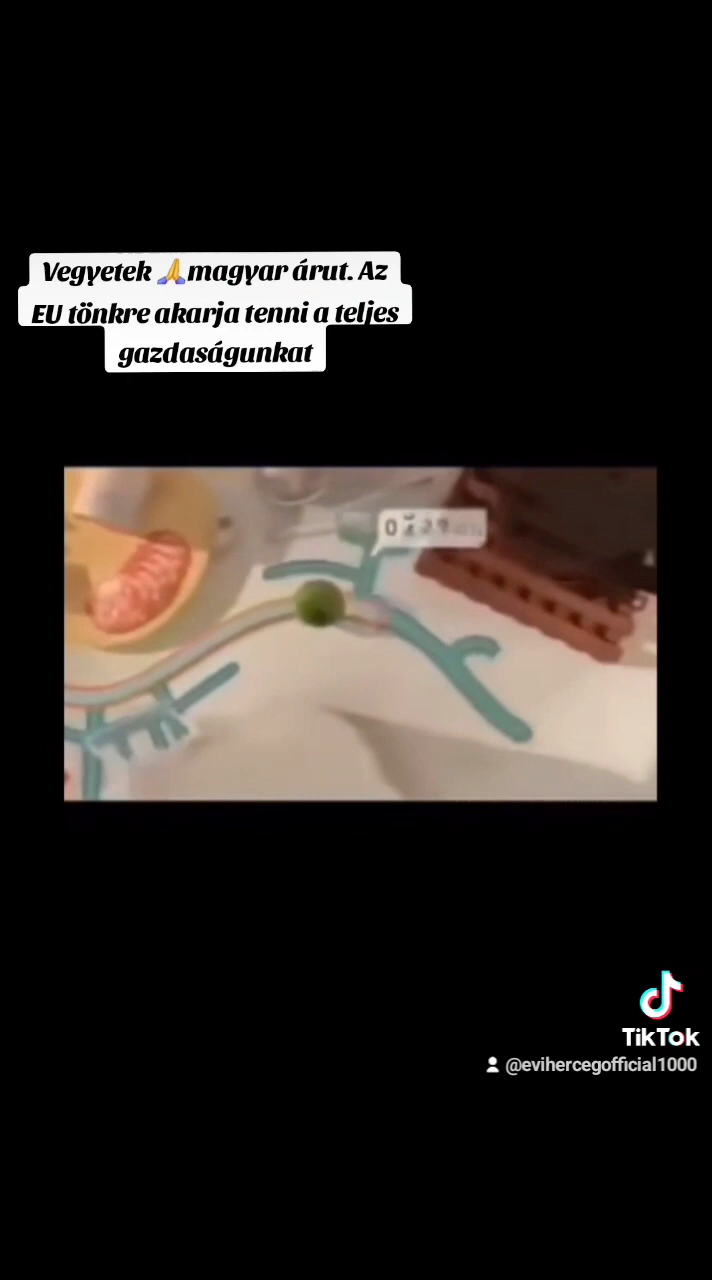 Vegyetek 🙏magyar árut. Az
EU tönkre akarja tenni a teljes
gazdaságunkat
TikTok
@evihercegofficial1000